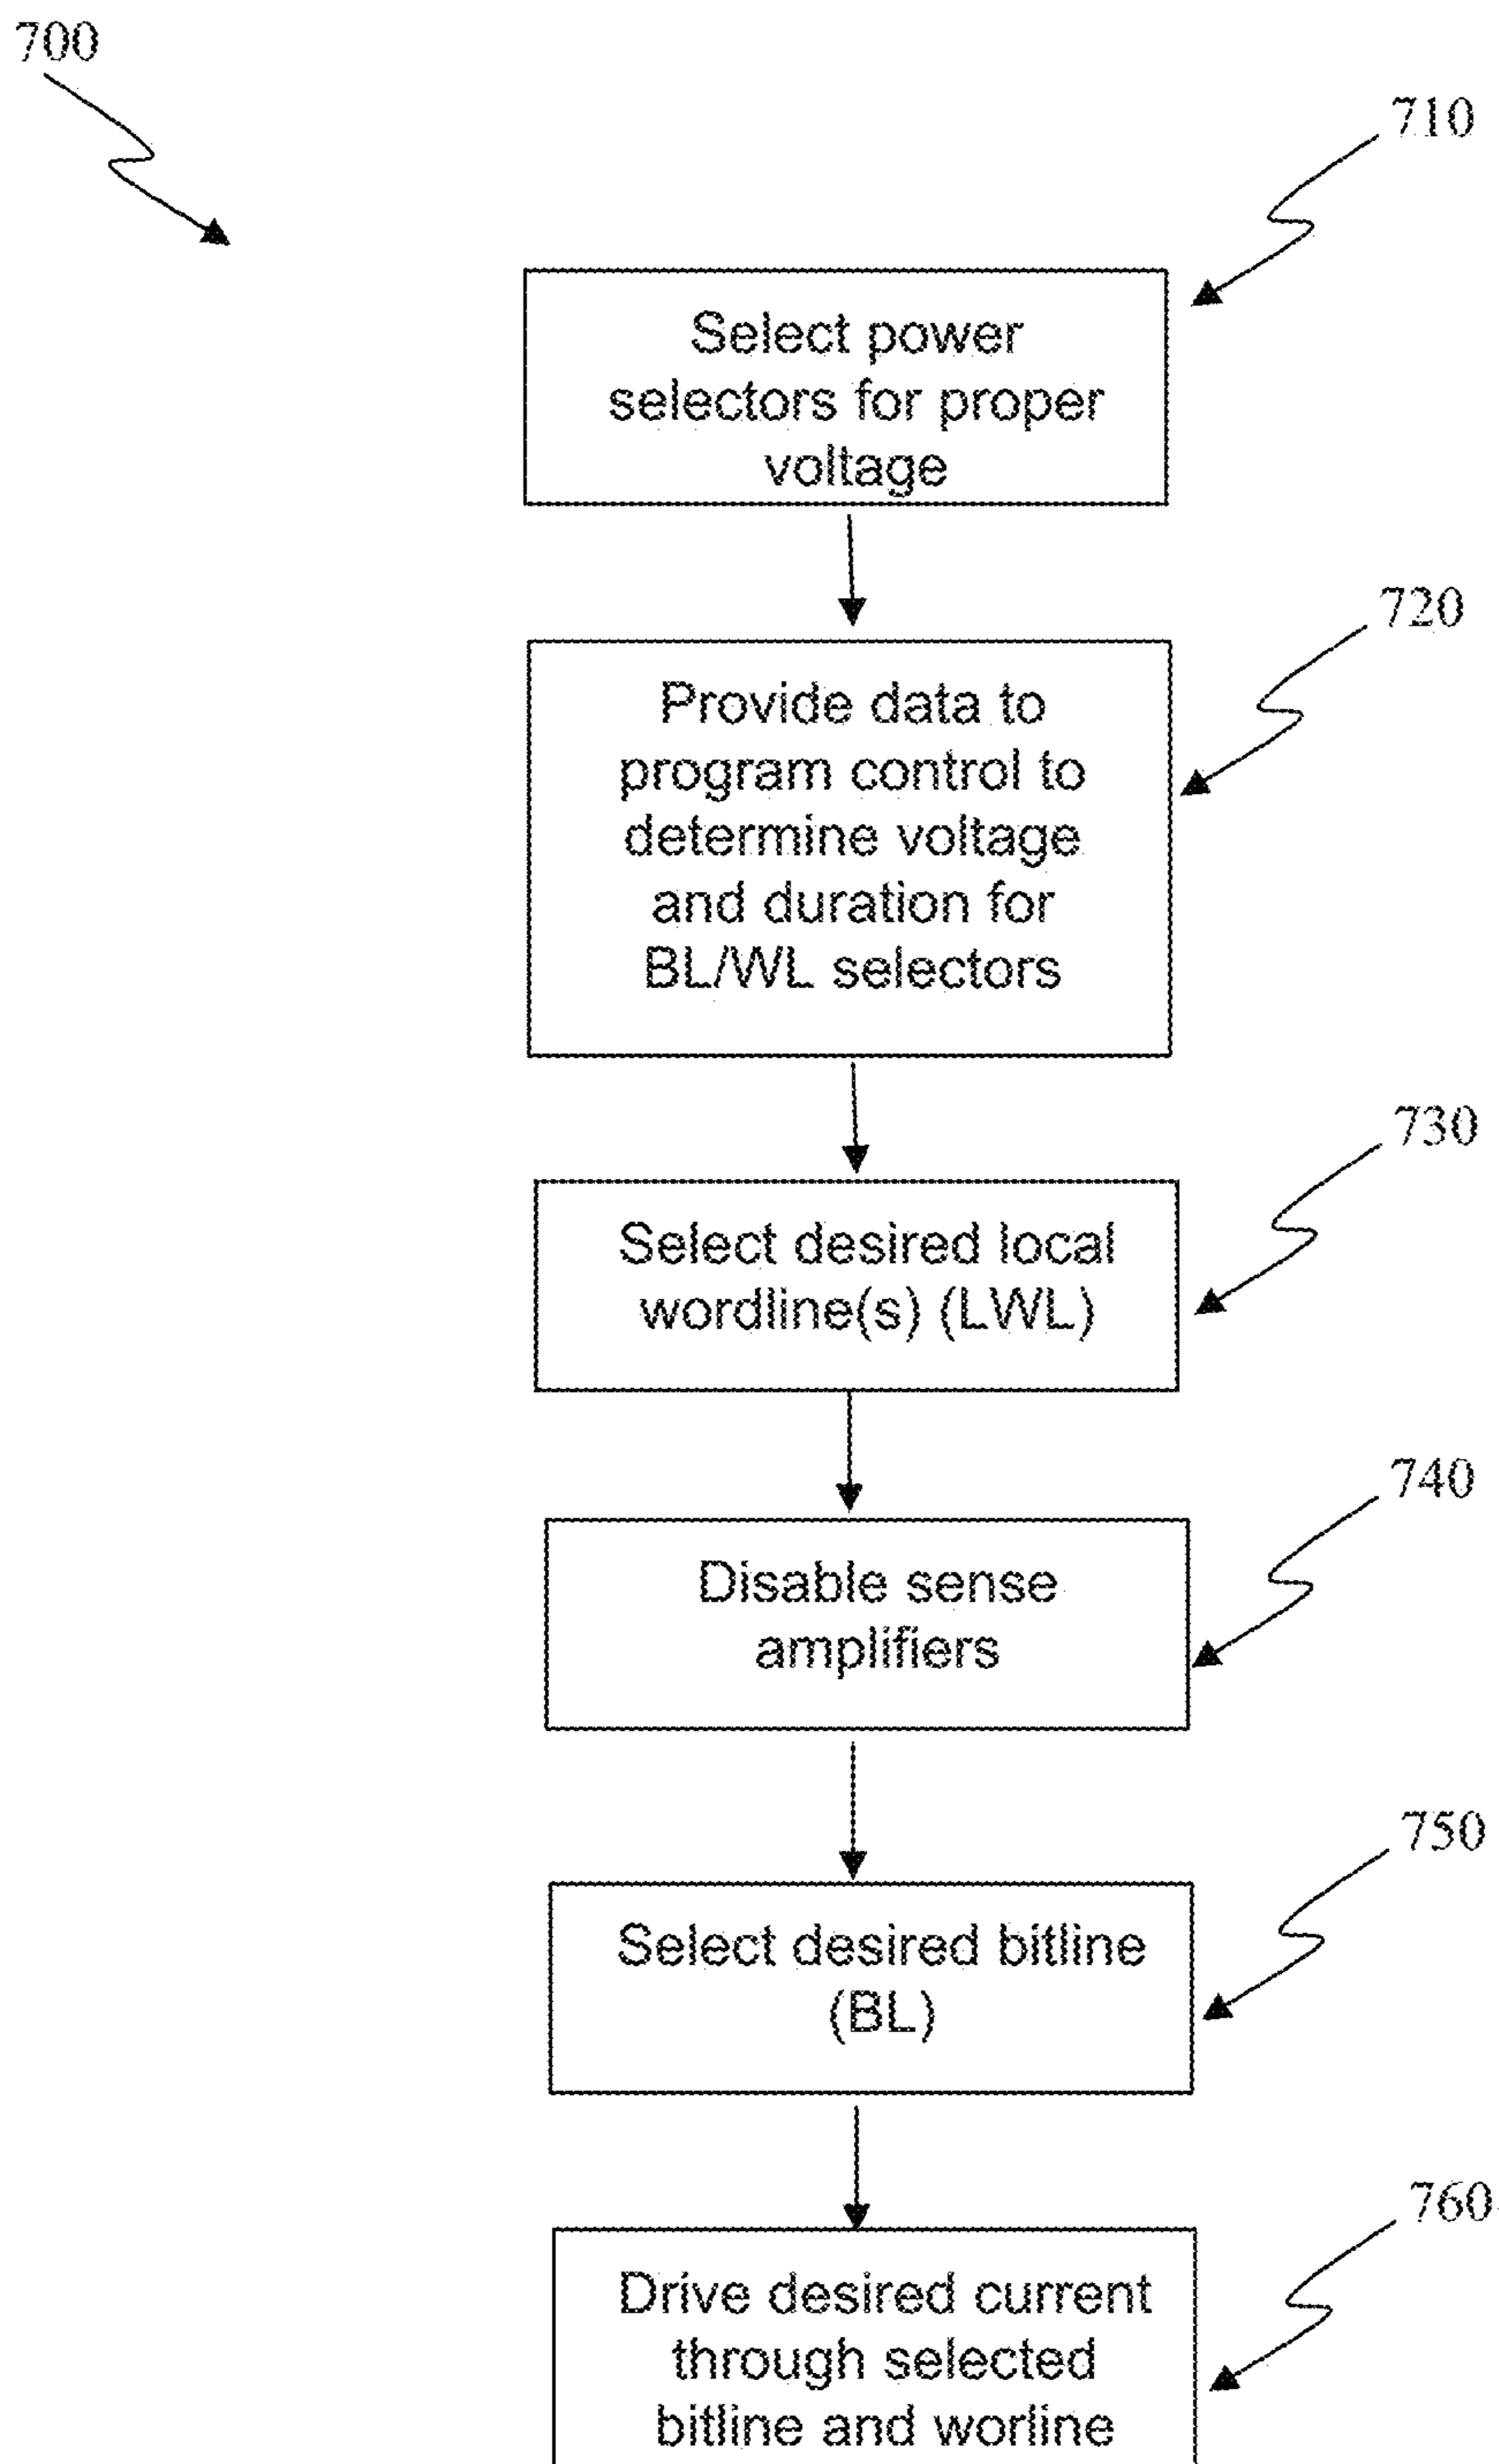 700
710
Select power
selectors for proper
voltage
720
Provide data to
program control to
determine voltage
and duration for
BL/WL selectors
730
Select desired local
wordline(s) (LWL)
740
Disable sense
amplifiers
750
Select desired bitline
(BL)
760
Drive desired current
through selected
bitline and worline